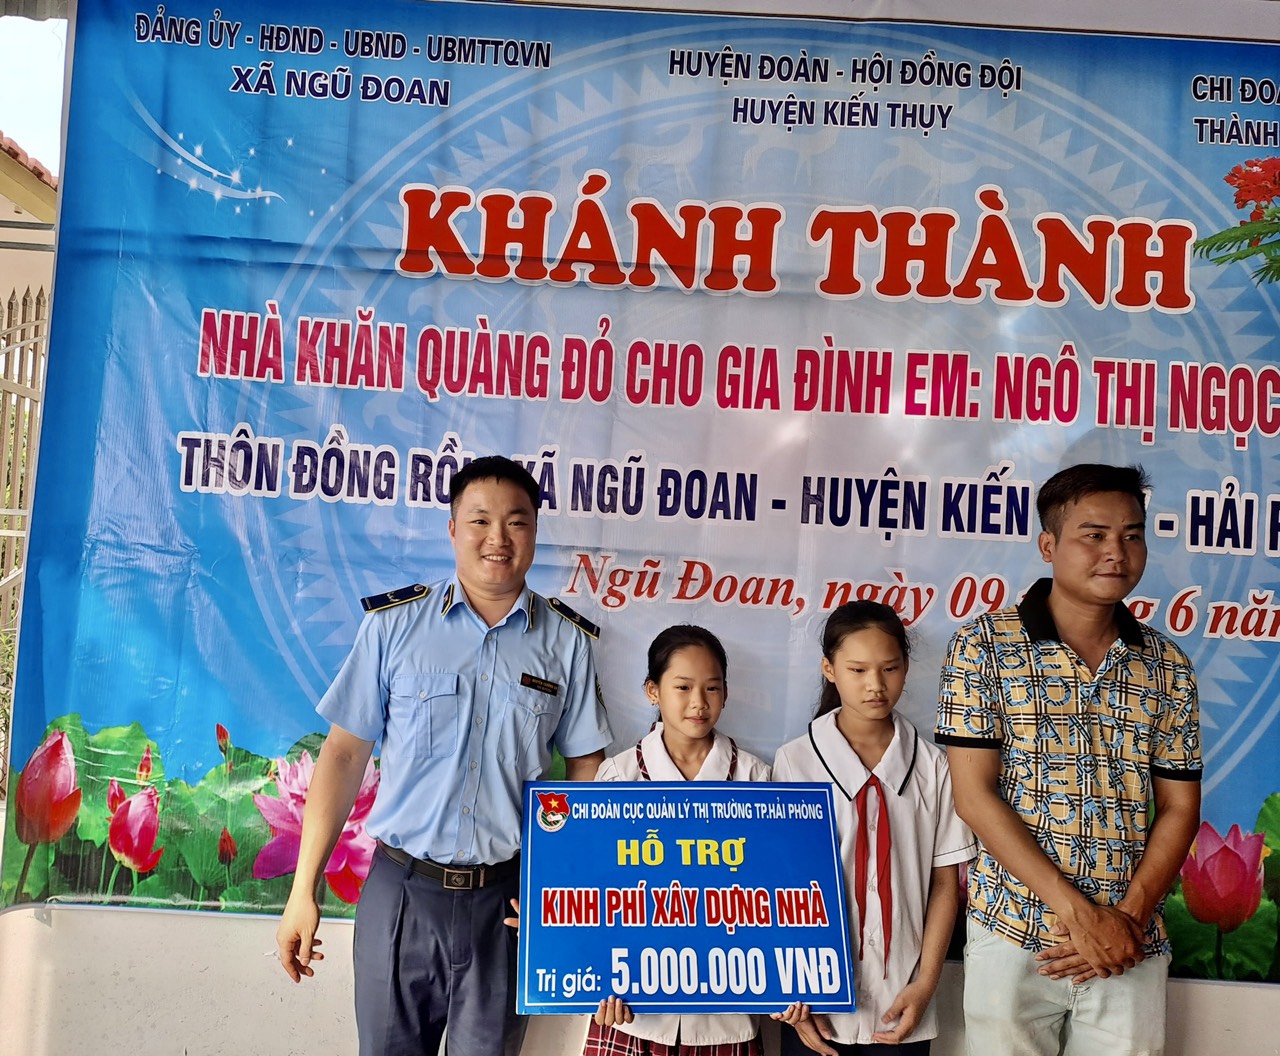 ĐẢNG ỦY - HĐND - UBND - UBMTTQVN
XÃ NGŨ ĐOAN
HUYỆN ĐOÀN - HỘI ĐỒNG ĐỘI
HUYỆN KIẾN THỤY
CHI
THÀNH
KHÁNH THÀNH
NHÀ KHĂN QUÀNG ĐỎ CHO GIA ĐÌNH EM: NGÔ THỊ NGỌC
THÔN ĐỒNG XÃ NGŨ ĐOAN - HUYỆN KIẾN - HẢI
Ngũ Đoan, ngày 09 6 năm
CHI ĐOÀN CỤC QUẢN LÝ THỊ TRƯỜNG TP.HẢI PHÒNG
HỖ TRỢ
KINH PHÍ XÂY DỰNG NHÀ
Trị giá: 5.000.000 VNĐ